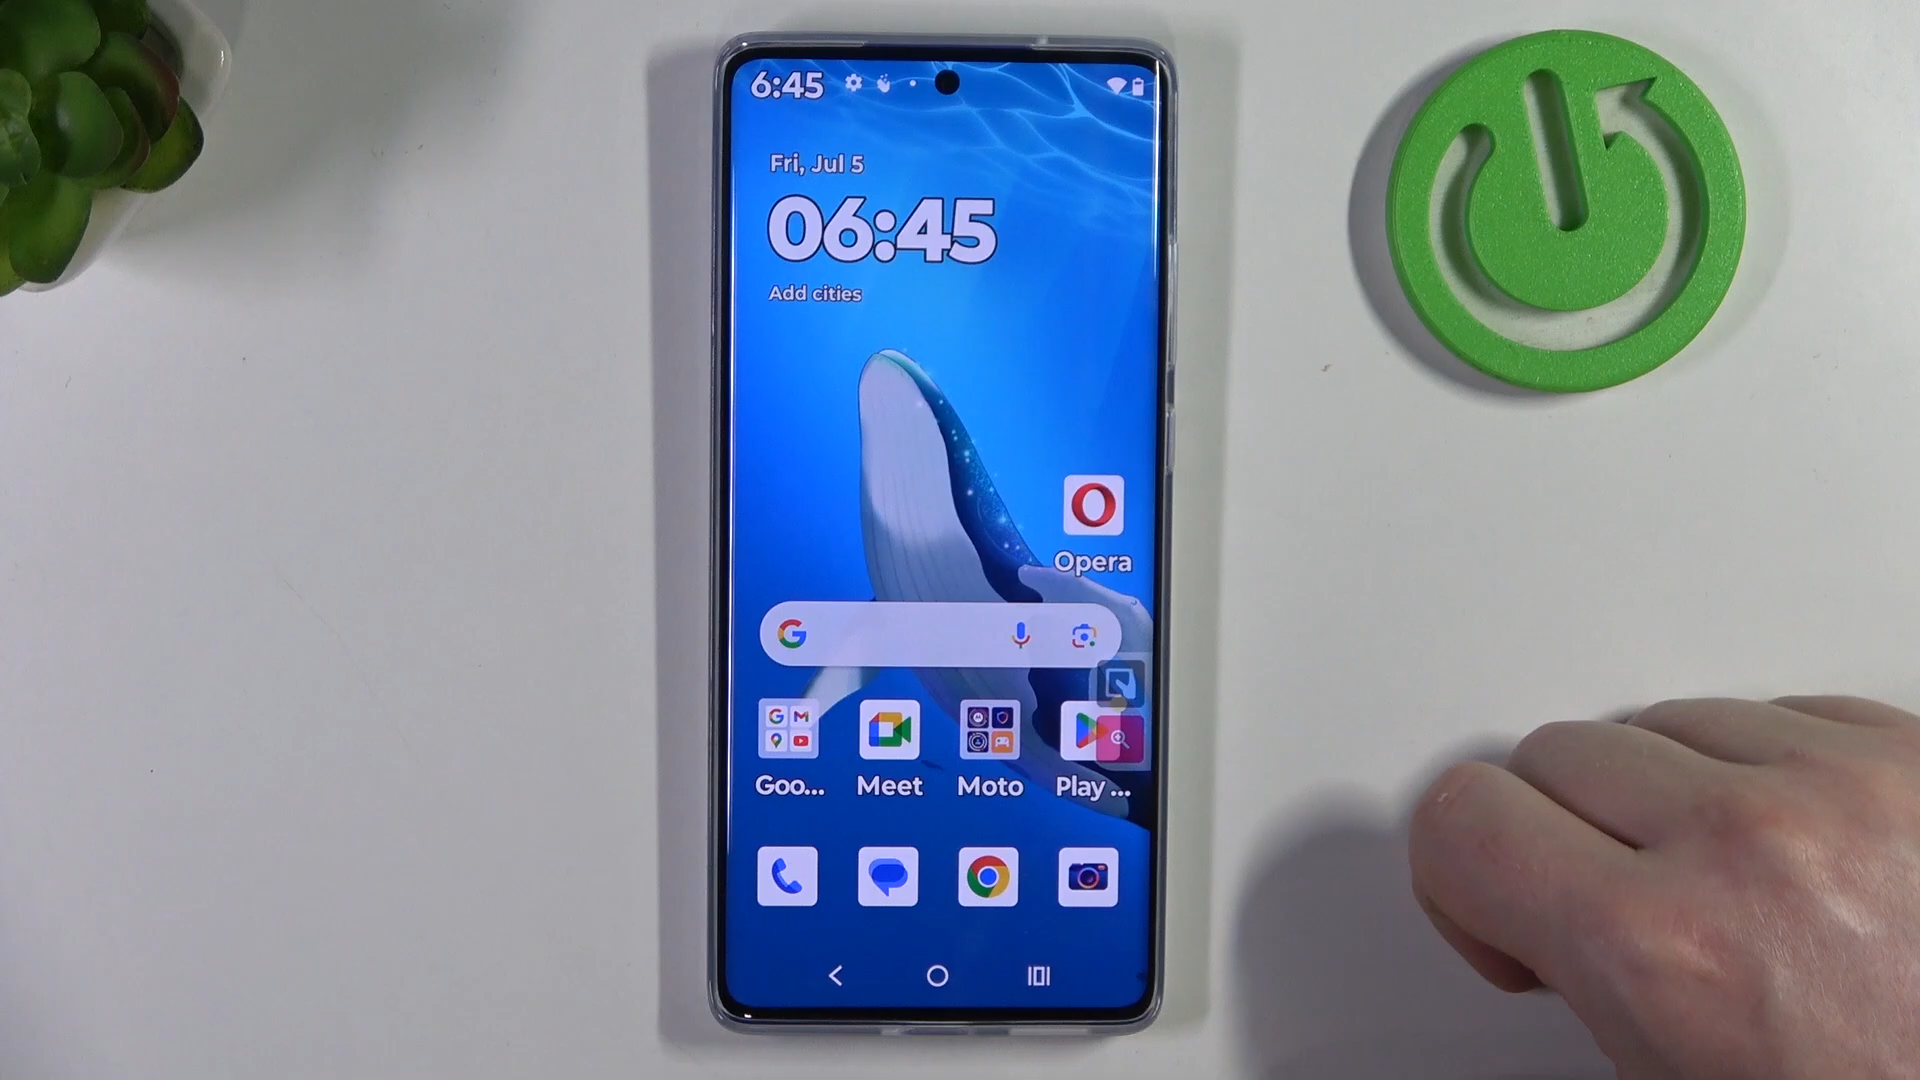 6:45
Fri, Jul 5
06:45
Add cities
Opera
Goo...
Meet
Moto
Play ...